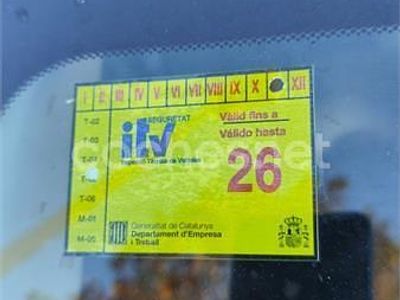 I II III IV V VI VII VIII IX X XII
SEGURETAT
itv
Inspecció Tècnica de Vehicles
Vàlid fins a
Válido hasta
26
T-02
T-03
T-06
M-01
M-05
Generalitat de Catalunya
Departament d'Empresa
i Treball